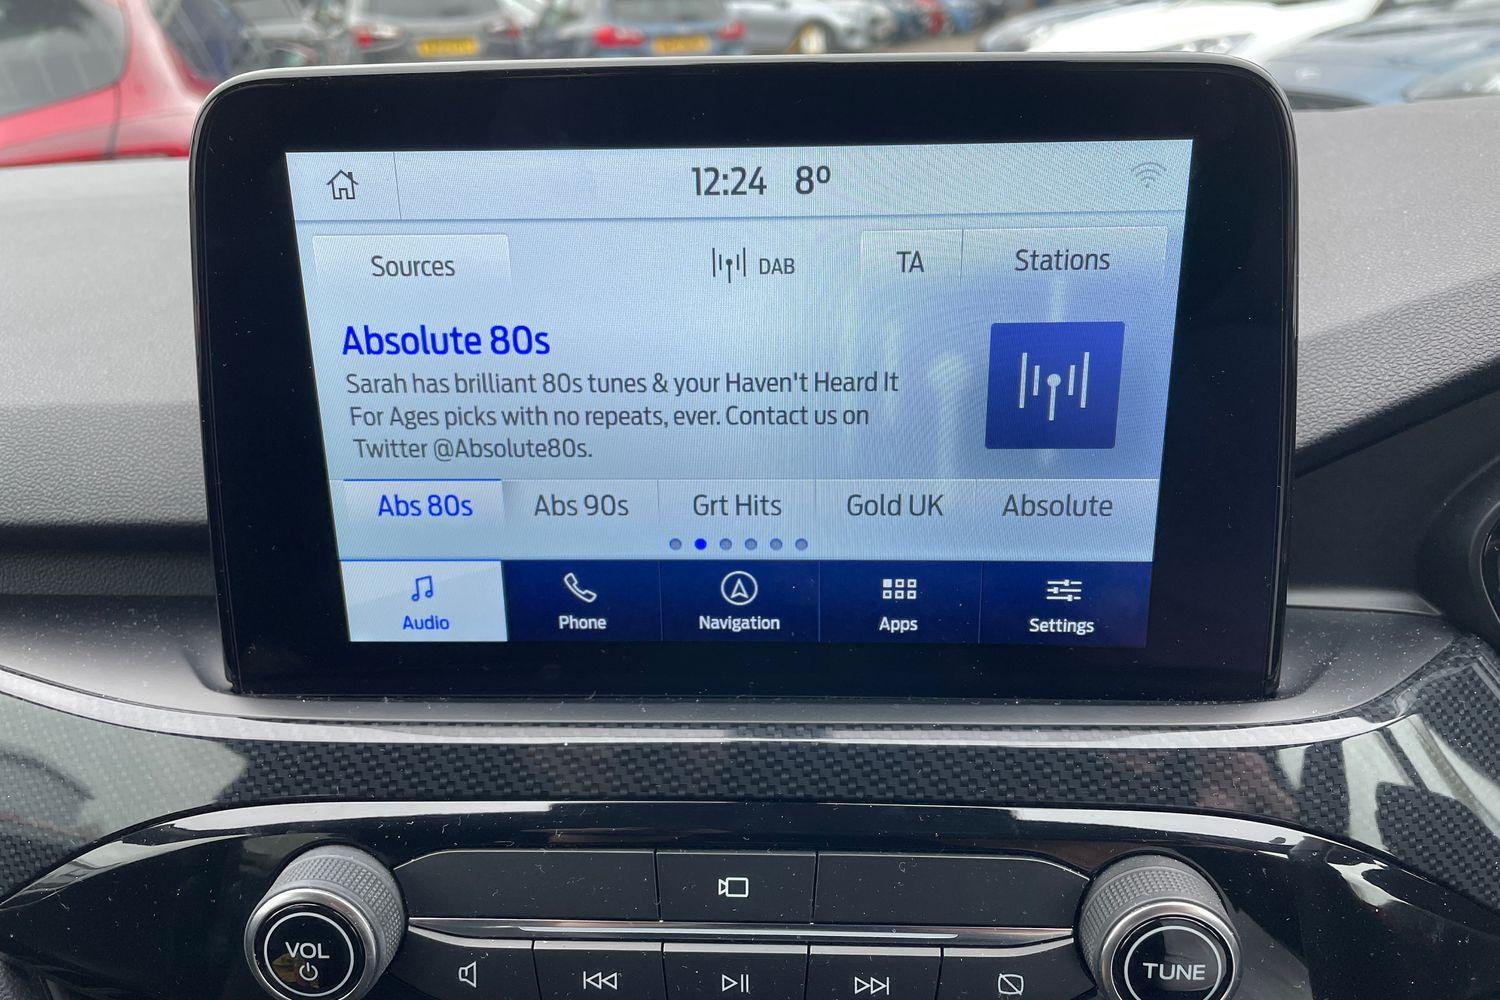 12:24 8º
Sources DAB TA Stations
Absolute 80s
Sarah has brilliant 80s tunes & your Haven't Heard It
For Ages picks with no repeats, ever. Contact us on
Twitter @Absolute80s.
Abs 80s Abs 90s Grt Hits Gold UK Absolute
Audio Phone Navigation Apps Settings
VOL TUNE